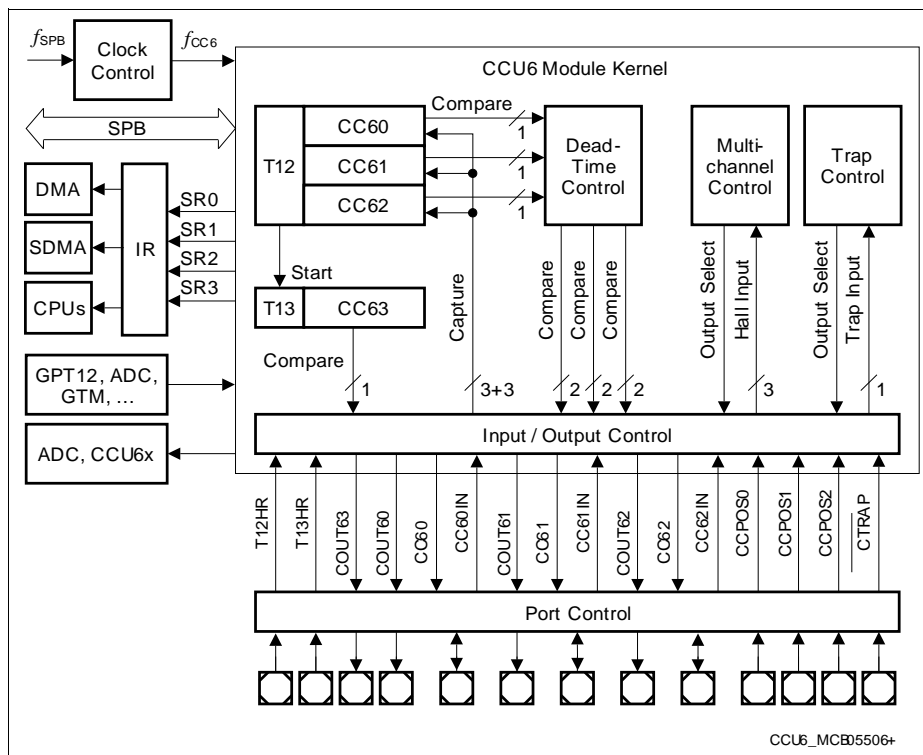 fSPB
Clock
Control
fCC6
SPB
DMA
SDMA
CPUs
IR
SR0
SR1
SR2
SR3
GPT12, ADC,
GTM, ...
ADC, CCU6x
CCU6 Module Kernel
T12
CC60
CC61
CC62
Compare
1
1
1
Dead-
Time
Control
Multi-
channel
Control
Trap
Control
Start
T13
CC63
Compare
1
Capture
3+3
Compare
Compare
Compare
2
2
2
Output Select
Hall Input
3
Output Select
Trap Input
1
Input / Output Control
T12HR
T13HR
COUT63
COUT60
CC60
CC60IN
COUT61
CC61
CC61IN
COUT62
CC62
CC62IN
CCPOS0
CCPOS1
CCPOS2
CTRAP
Port Control
CCU6_MCB05506+